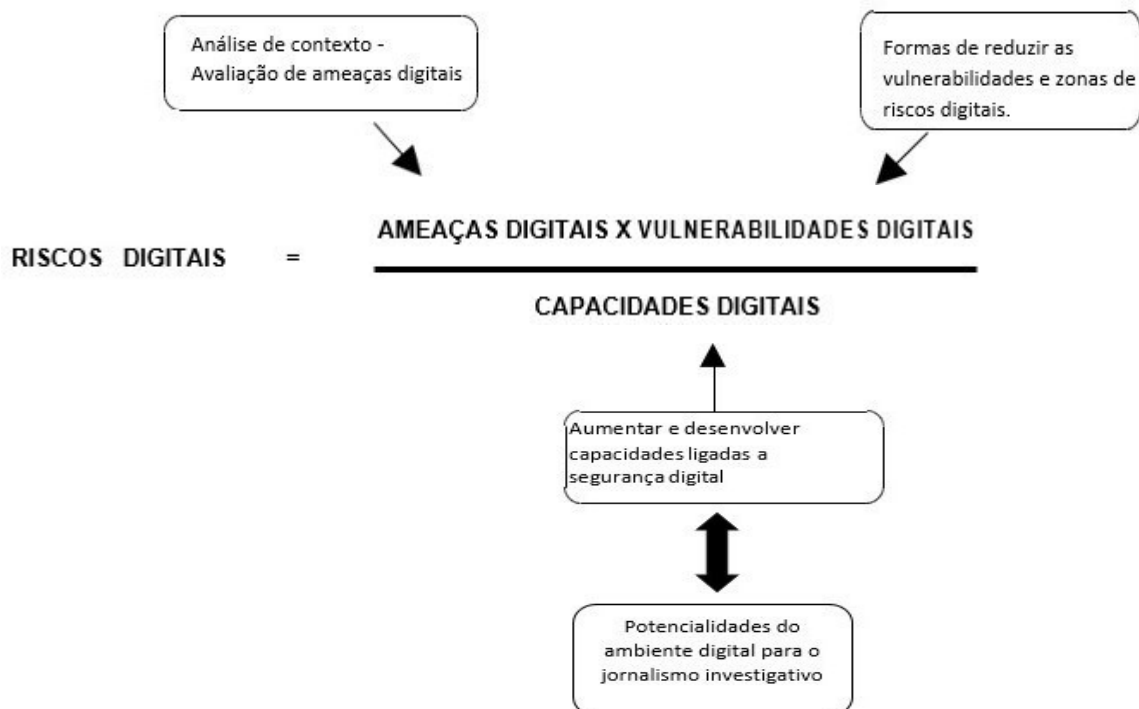 Análise de contexto -
Avaliação de ameaças digitais
Formas de reduzir as
vulnerabilidades e zonas de
riscos digitais.
AMEAÇAS DIGITAIS X VULNERABILIDADES DIGITAIS
RISCOS DIGITAIS =
CAPACIDADES DIGITAIS
Aumentar e desenvolver
capacidades ligadas a
segurança digital
Potencialidades do
ambiente digital para o
jornalismo investigativo